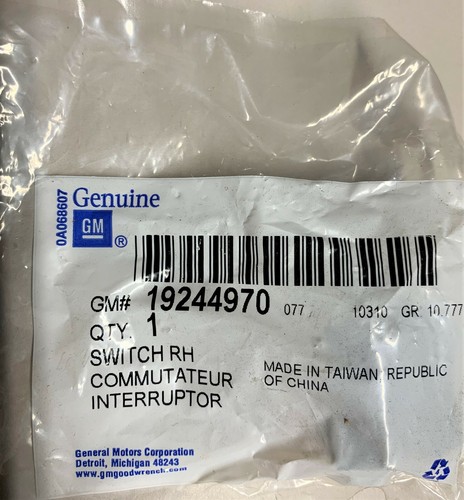 0A068607
Genuine
GM ®
GM# 19244970 077 10310 GR. 10.777
QTY. 1
SWITCH RH
COMMUTATEUR
INTERRUPTOR
MADE IN TAIWAN, REPUBLIC
OF CHINA
General Motors Corporation
Detroit, Michigan 48243
www.gmgoodwrench.com